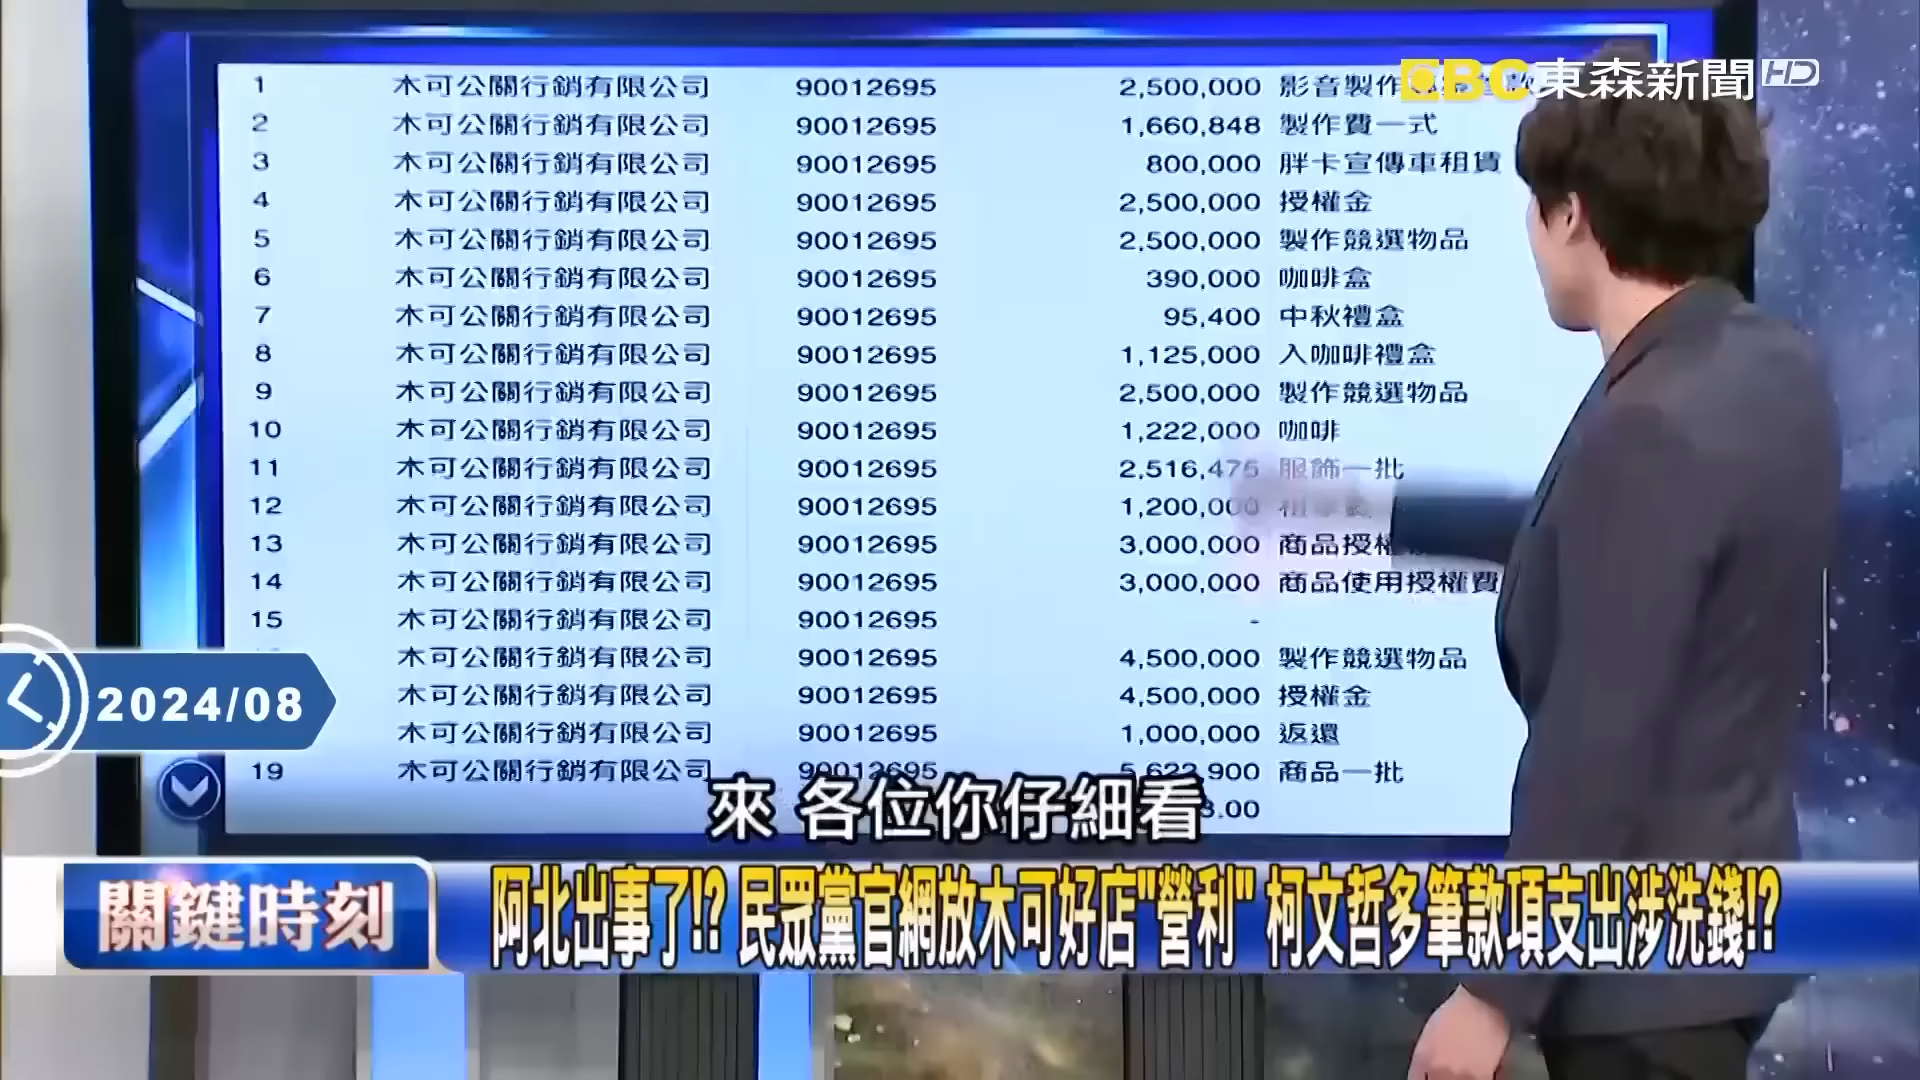 EBC 東森新聞 HD
1 木可公關行銷有限公司 90012695 2,500,000 影音製作
2 木可公關行銷有限公司 90012695 1,660,848 製作費一式
3 木可公關行銷有限公司 90012695 800,000 胖卡宣傳車租賃
4 木可公關行銷有限公司 90012695 2,500,000 授權金
5 木可公關行銷有限公司 90012695 2,500,000 製作競選物品
6 木可公關行銷有限公司 90012695 390,000 咖啡盒
7 木可公關行銷有限公司 90012695 95,400 中秋禮盒
8 木可公關行銷有限公司 90012695 1,125,000 入咖啡禮盒
9 木可公關行銷有限公司 90012695 2,500,000 製作競選物品
10 木可公關行銷有限公司 90012695 1,222,000 咖啡
11 木可公關行銷有限公司 90012695 2,516,475 服飾一批
12 木可公關行銷有限公司 90012695 1,200,000
13 木可公關行銷有限公司 90012695 3,000,000 商品授權
14 木可公關行銷有限公司 90012695 3,000,000 商品使用授權費
15 木可公關行銷有限公司 90012695 -
木可公關行銷有限公司 90012695 4,500,000 製作競選物品
木可公關行銷有限公司 90012695 4,500,000 授權金
木可公關行銷有限公司 90012695 1,000,000 返還
19 木可公關行銷有限公司 90012695 5,622,900 商品一批
2024/08
來 各位你仔細看
關鍵時刻
阿北出事了!? 民眾黨官網放木可好店"營利" 柯文哲多筆款項支出涉洗錢!?